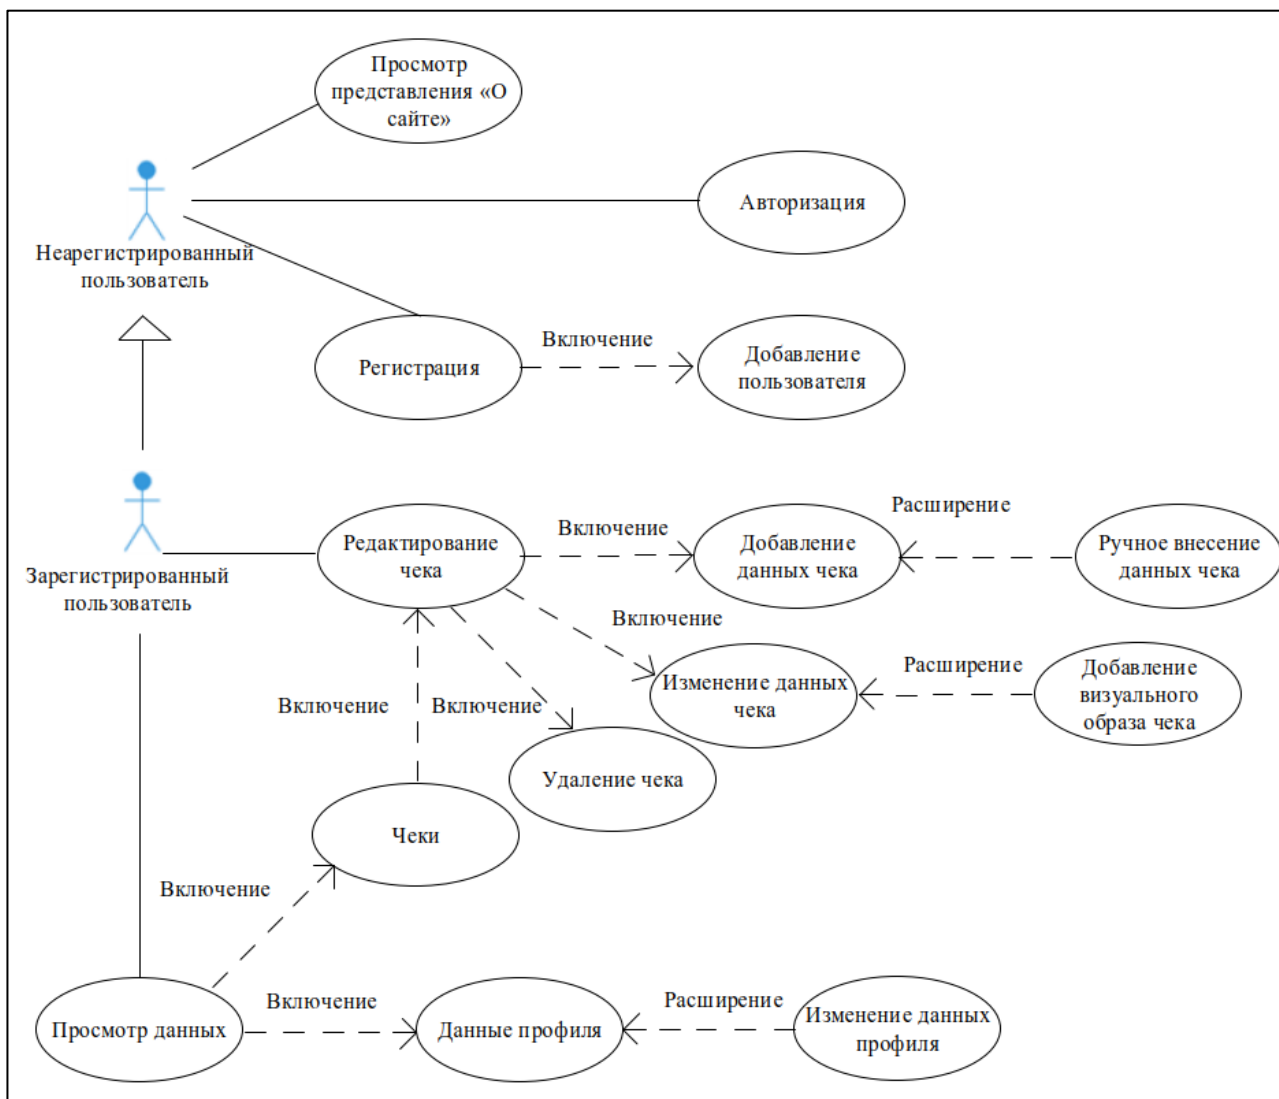 Просмотр
представления «О
сайте»
Авторизация
Неарегистрированный
пользователь
Включение
Регистрация
Добавление
пользователя
Расширение
Включение
Редактирование
чека
Добавление
данных чека
Ручное внесение
данных чека
Зарегистрированный
пользователь
Включение
Расширение
Изменение данных
чека
Добавление
визуального
образа чека
Включение
Включение
Удаление чека
Чеки
Включение
Включение
Расширение
Просмотр данных
Данные профиля
Изменение данных
профиля